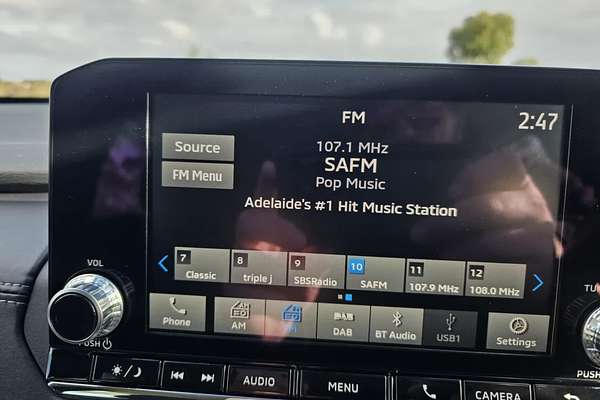 FM
2:47
Source
107.1 MHz
SAFM
FM Menu
Pop Music
Adelaide's #1 Hit Music Station
7
Classic
8
triple j
9
SBSRadio
10
SAFM
11
107.9 MHz
12
108.0 MHz
VOL
PUSH
Phone
AM
DAB
BT Audio
USB1
Settings
TU
PUSH
AUDIO
MENU
CAMERA